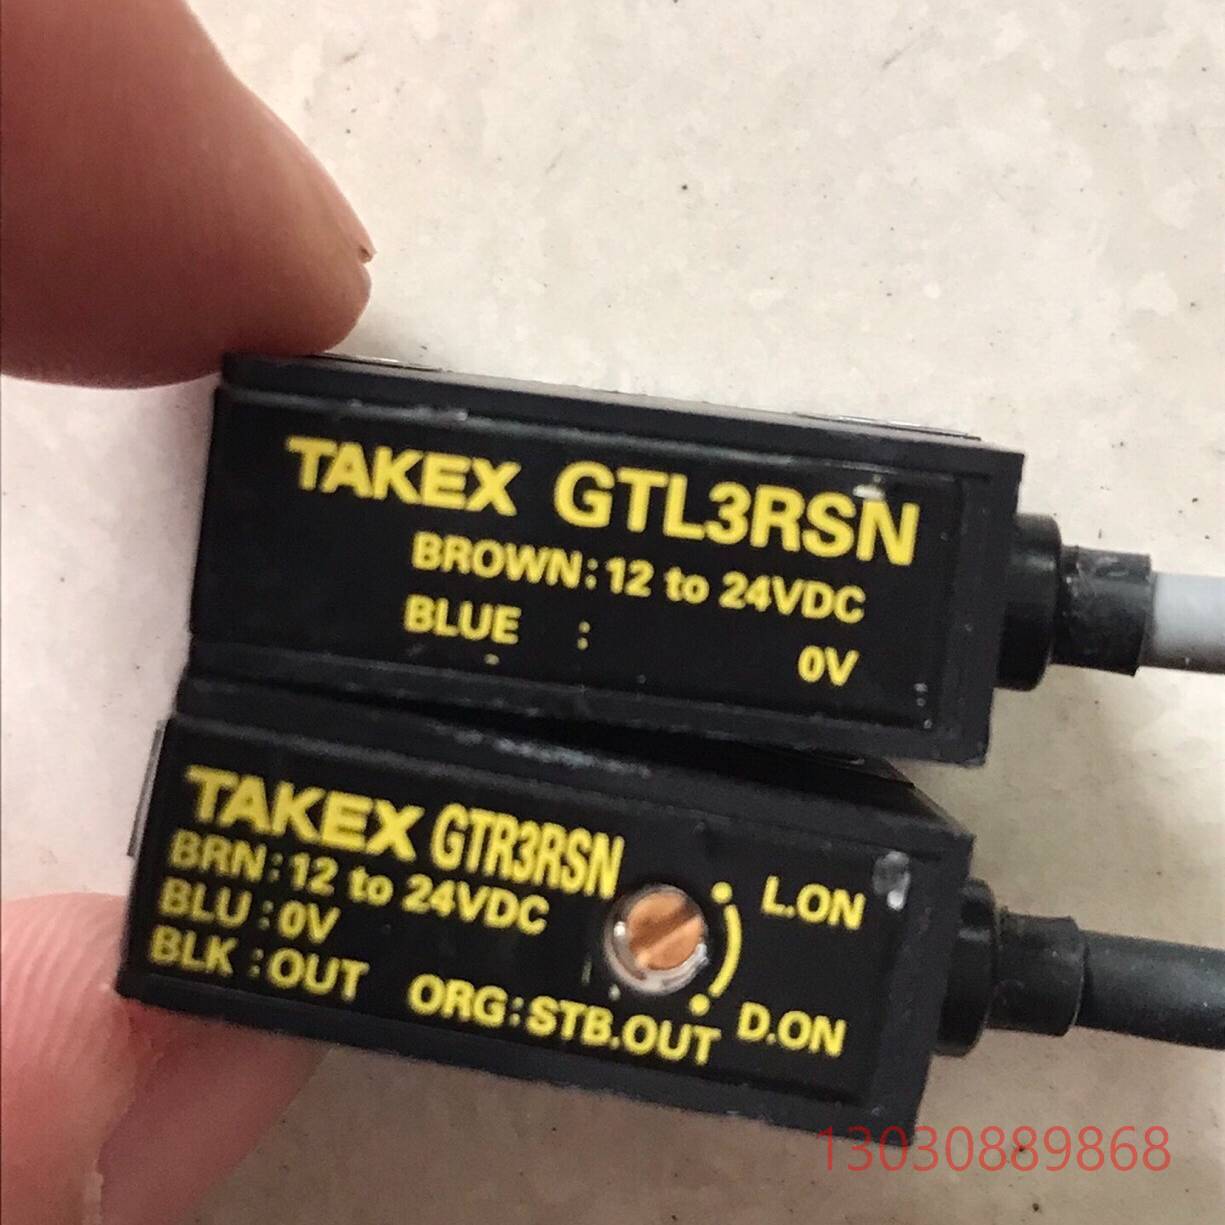 TAKEX GTL3RSN
BROWN:12 to 24VDC
BLUE : 0V
TAKEX GTR3RSN
BRN:12 to 24VDC
BLU:0V
BLK:OUT ORG:STB.OUT
L.ON
D.ON
13030889868